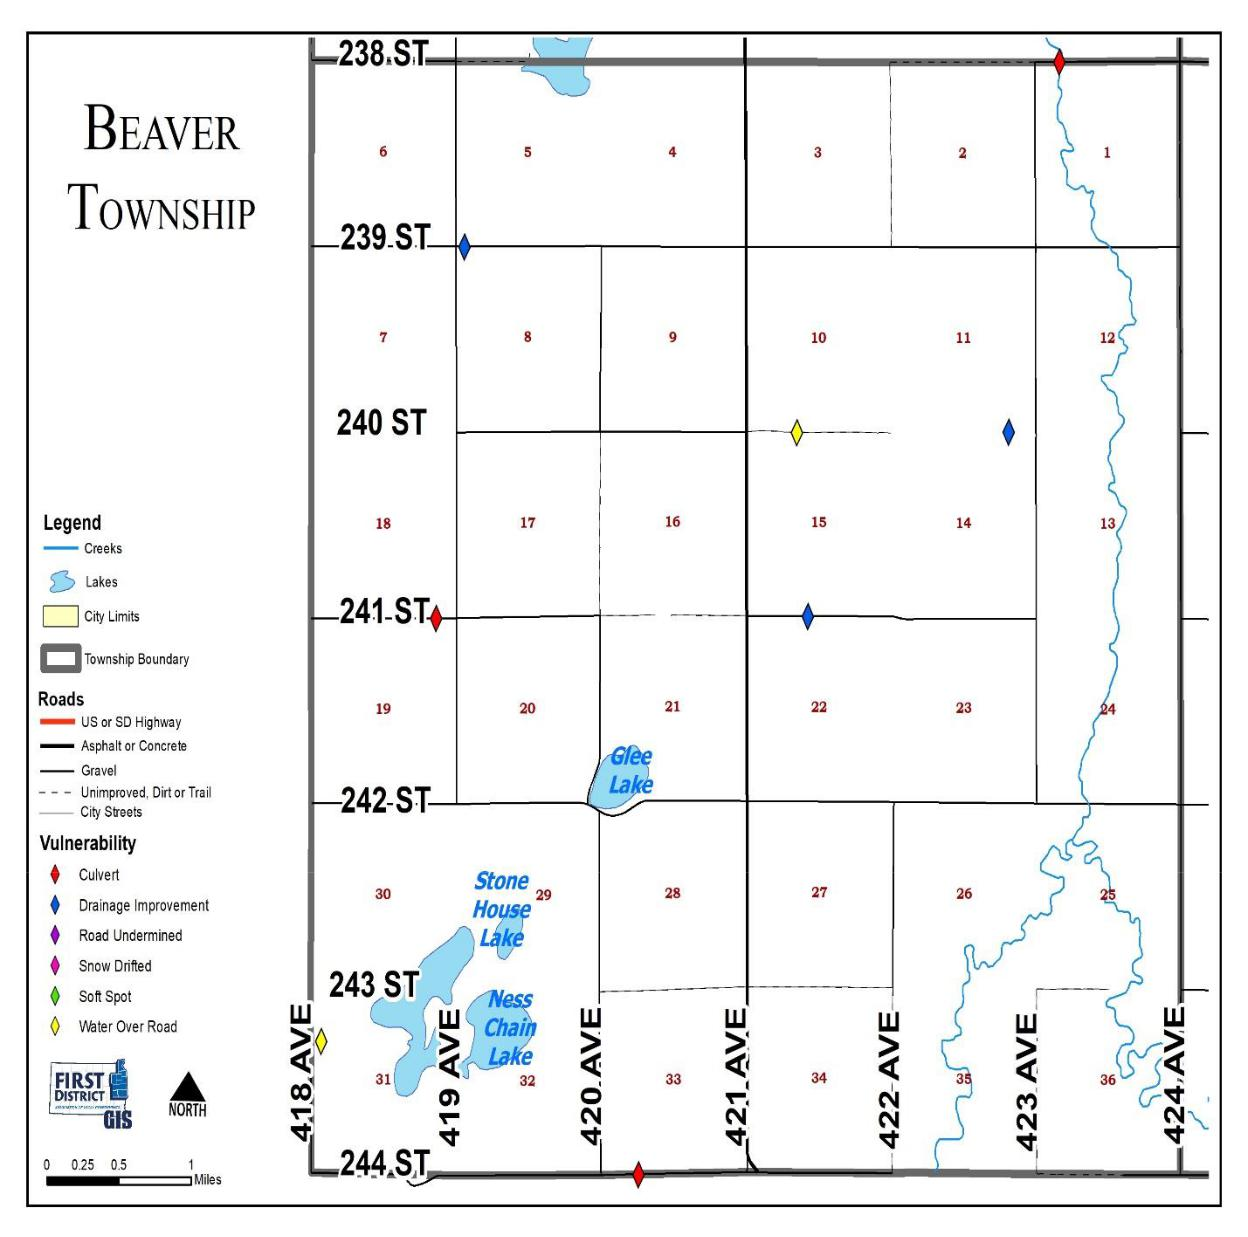 BEAVER
TOWNSHIP
238 ST
6
5
4
3
2
1
239 ST
7
8
9
10
11
12
240 ST
18
17
16
15
14
13
241 ST
19
20
21
22
23
24
Glee
Lake
242 ST
30
Stone
House
Lake
29
28
27
26
25
243 ST
Ness
Chain
Lake
31
32
33
34
35
36
418 AVE
419 AVE
420 AVE
421 AVE
422 AVE
423 AVE
424 AVE
244 ST
Legend
Creeks
Lakes
City Limits
Township Boundary
Roads
US or SD Highway
Asphalt or Concrete
Gravel
Unimproved, Dirt or Trail
City Streets
Vulnerability
Culvert
Drainage Improvement
Road Undermined
Snow Drifted
Soft Spot
Water Over Road
FIRST
DISTRICT
GIS
NORTH
0 0.25 0.5 1
Miles